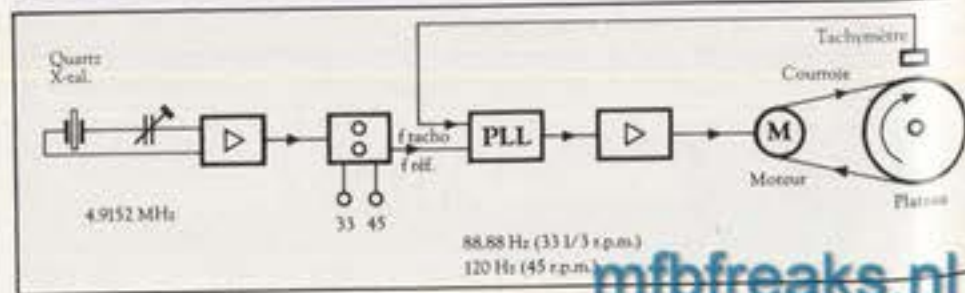 Tachymètre
Quartz
X-eal.
Courroie
f tacho
PLL
M
f réf.
Moteur
Plateau
4.9152 MHz
33 45
88.88 Hz (33 1/3 r.p.m.)
120 Hz (45 r.p.m.)
mfbfreaks.nl